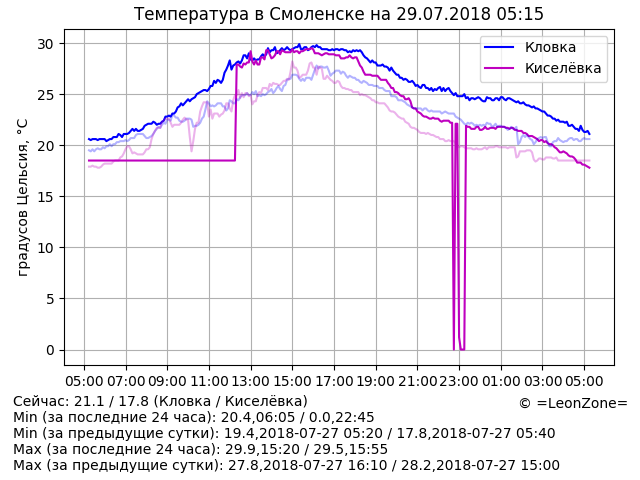 Температура в Смоленске на 29.07.2018 05:15
Кловка
Киселёвка
градусов Цельсия, °C
30
25
20
15
10
5
0
05:00 07:00 09:00 11:00 13:00 15:00 17:00 19:00 21:00 23:00 01:00 03:00 05:00
Сейчас: 21.1 / 17.8 (Кловка / Киселёвка)
© =LeonZone=
Min (за последние 24 часа): 20.4,06:05 / 0.0,22:45
Min (за предыдущие сутки): 19.4,2018-07-27 05:20 / 17.8,2018-07-27 05:40
Max (за последние 24 часа): 29.9,15:20 / 29.5,15:55
Max (за предыдущие сутки): 27.8,2018-07-27 16:10 / 28.2,2018-07-27 15:00